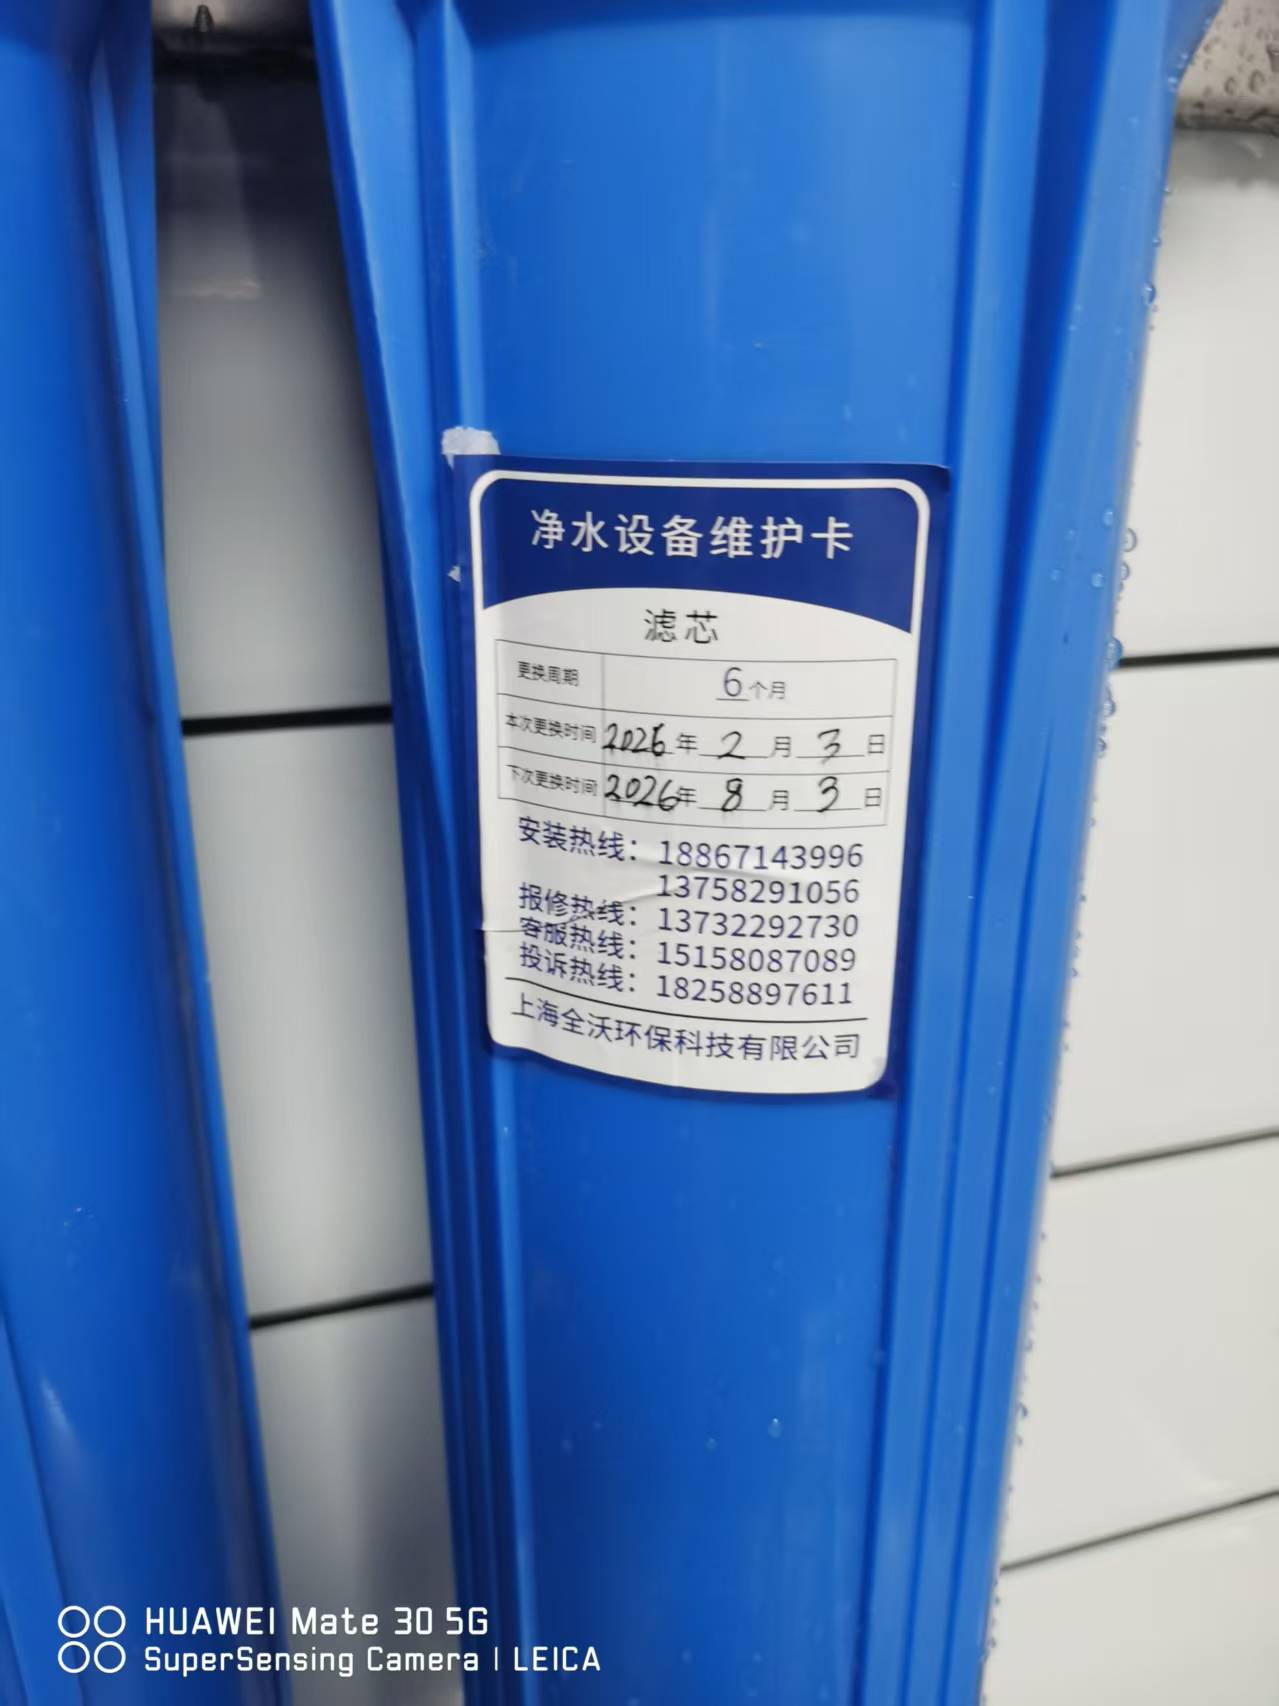 净水设备维护卡
滤芯
更换周期 6个月
本次更换时间 2026年2月3日
下次更换时间 2026年8月3日
安装热线：18867143996
13758291056
报修热线：13732292730
客服热线：15158087089
投诉热线：18258897611
上海全沃环保科技有限公司
HUAWEI Mate 30 5G
SuperSensing Camera | LEICA